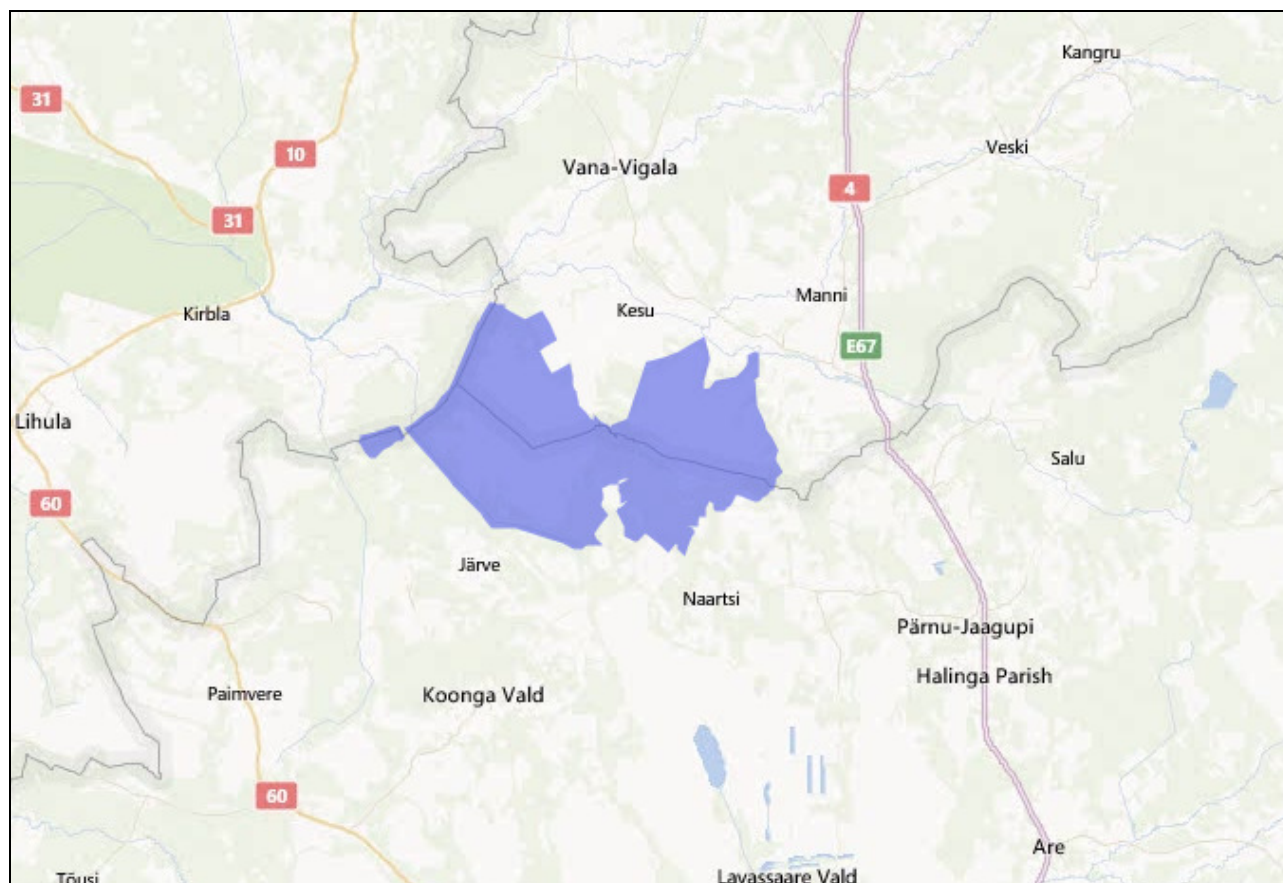 Kangru
31
10
Veski
Vana-Vigala
4
31
Manni
Kesu
Kirbla
E67
Lihula
Salu
60
Järve
Naartsi
Pärnu-Jaagupi
Halinga Parish
Paimvere
Koonga Vald
60
Are
Tõusi
Lavassaare Vald